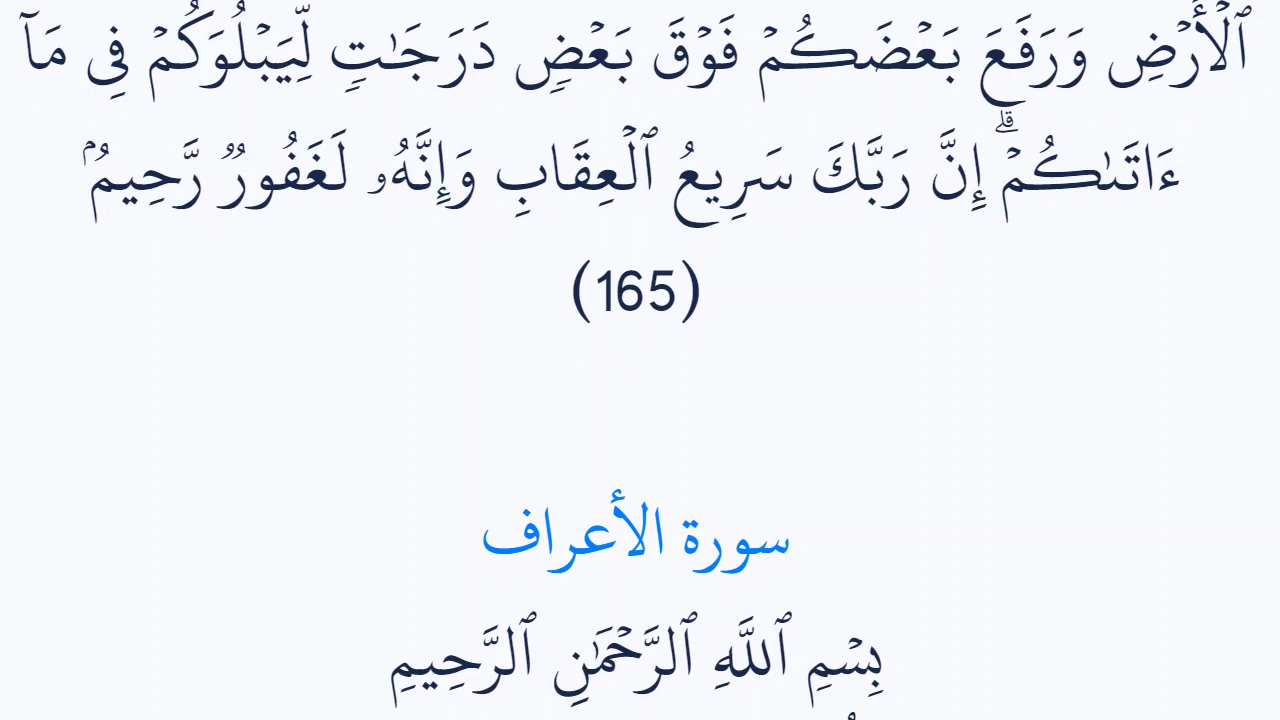 ٱلۡأَرۡضِ وَرَفَعَ بَعۡضَكُمۡ فَوۡقَ بَعۡضٖ دَرَجَٰتٖ لِّيَبۡلُوَكُمۡ فِي مَآ
ءَاتَىٰكُمۡۗ إِنَّ رَبَّكَ سَرِيعُ ٱلۡعِقَابِ وَإِنَّهُۥ لَغَفُورٞ رَّحِيمُۢ
(165)
سورة الأعراف
بِسۡمِ ٱللَّهِ ٱلرَّحۡمَٰنِ ٱلرَّحِيمِ